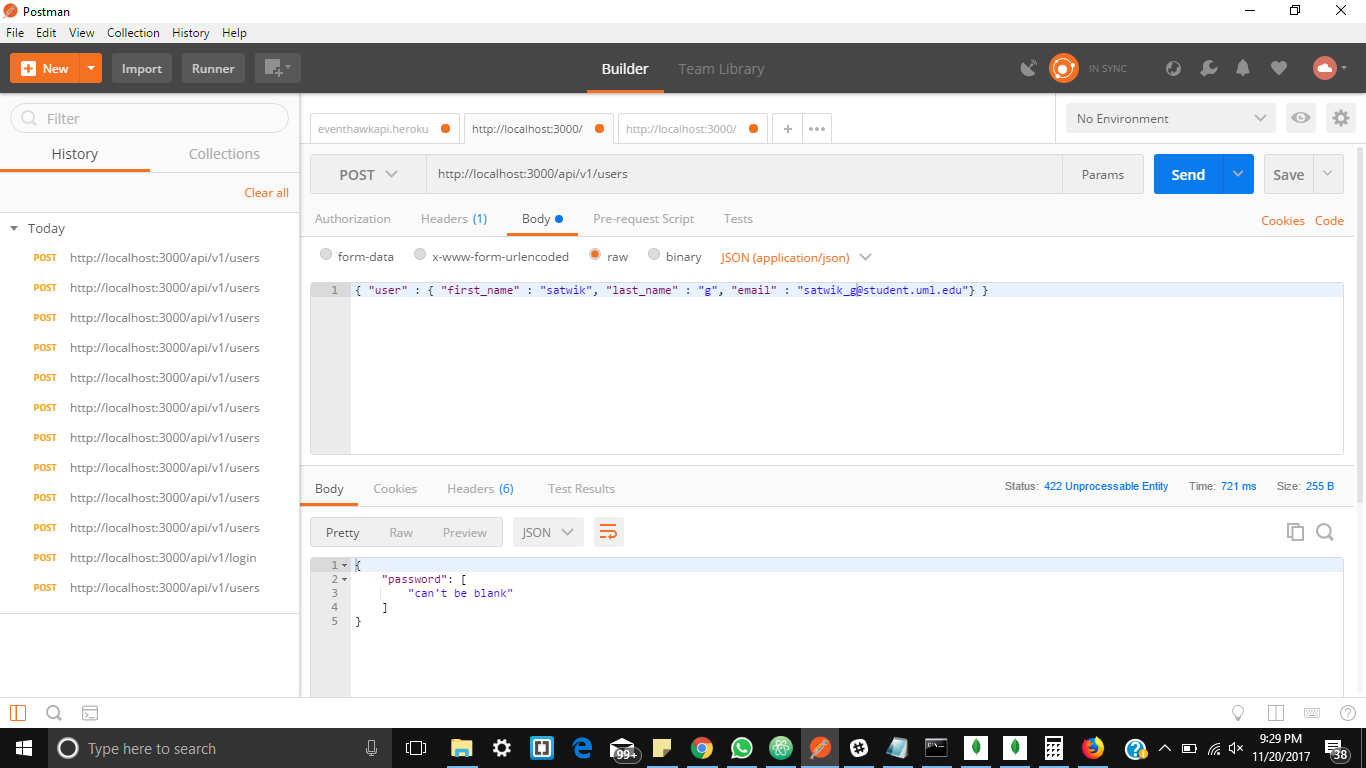 Postman
File Edit View Collection History Help
New Import Runner Builder Team Library IN SYNC
Filter
History Collections
Clear all
Today
POST http://localhost:3000/api/v1/users
POST http://localhost:3000/api/v1/users
POST http://localhost:3000/api/v1/users
POST http://localhost:3000/api/v1/users
POST http://localhost:3000/api/v1/users
POST http://localhost:3000/api/v1/users
POST http://localhost:3000/api/v1/users
POST http://localhost:3000/api/v1/users
POST http://localhost:3000/api/v1/users
POST http://localhost:3000/api/v1/users
POST http://localhost:3000/api/v1/login
POST http://localhost:3000/api/v1/users
eventhawkapi.heroku http://localhost:3000/ http://localhost:3000/ + ••• No Environment
POST http://localhost:3000/api/v1/users Params Send Save
Authorization Headers (1) Body Pre-request Script Tests Cookies Code
form-data x-www-form-urlencoded raw binary JSON (application/json)
1 { "user" : { "first_name" : "satwik", "last_name" : "g", "email" : "satwik_g@student.uml.edu"} }
Body Cookies Headers (6) Test Results Status: 422 Unprocessable Entity Time: 721 ms Size: 255 B
Pretty Raw Preview JSON
1 {
2 "password": [
3 "can't be blank"
4 ]
5 }
Type here to search
99+
9:29 PM
11/20/2017
38